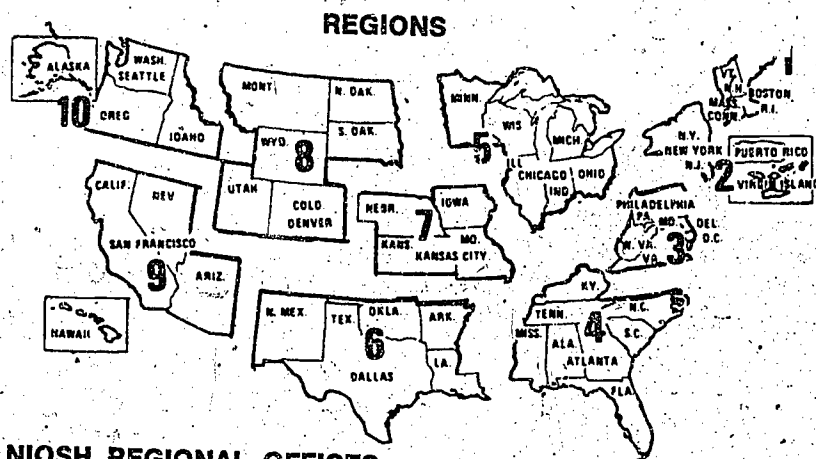 REGIONS
ALASKA
WASH.
SEATTLE
10
OREG
IDAHO
MONT
N. DAK.
S. DAK.
WYO.
8
UTAH
COLO.
DENVER
CALIF.
NEV
SAN FRANCISCO
9
ARIZ.
HAWAII
MINN.
WIS
MICH
5
ILL
CHICAGO
IND
OHIO
NEBR.
IOWA
7
KANS.
MO.
KANSAS CITY
N. MEX.
TEX.
OKLA.
ARK.
6
LA.
DALLAS
1
VT.
N.H.
BOSTON
MASS.
CONN.
R.I.
N.Y.
NEW YORK
N.J.
2
PUERTO RICO
VIRGIN ISLAND
PHILADELPHIA
PA.
MD.
DEL.
D.C.
W. VA.
VA.
3
KY.
TENN.
N.C.
4
MISS.
ALA.
S.C.
ATLANTA
FLA.
NIOSH REGIONAL OFFICES